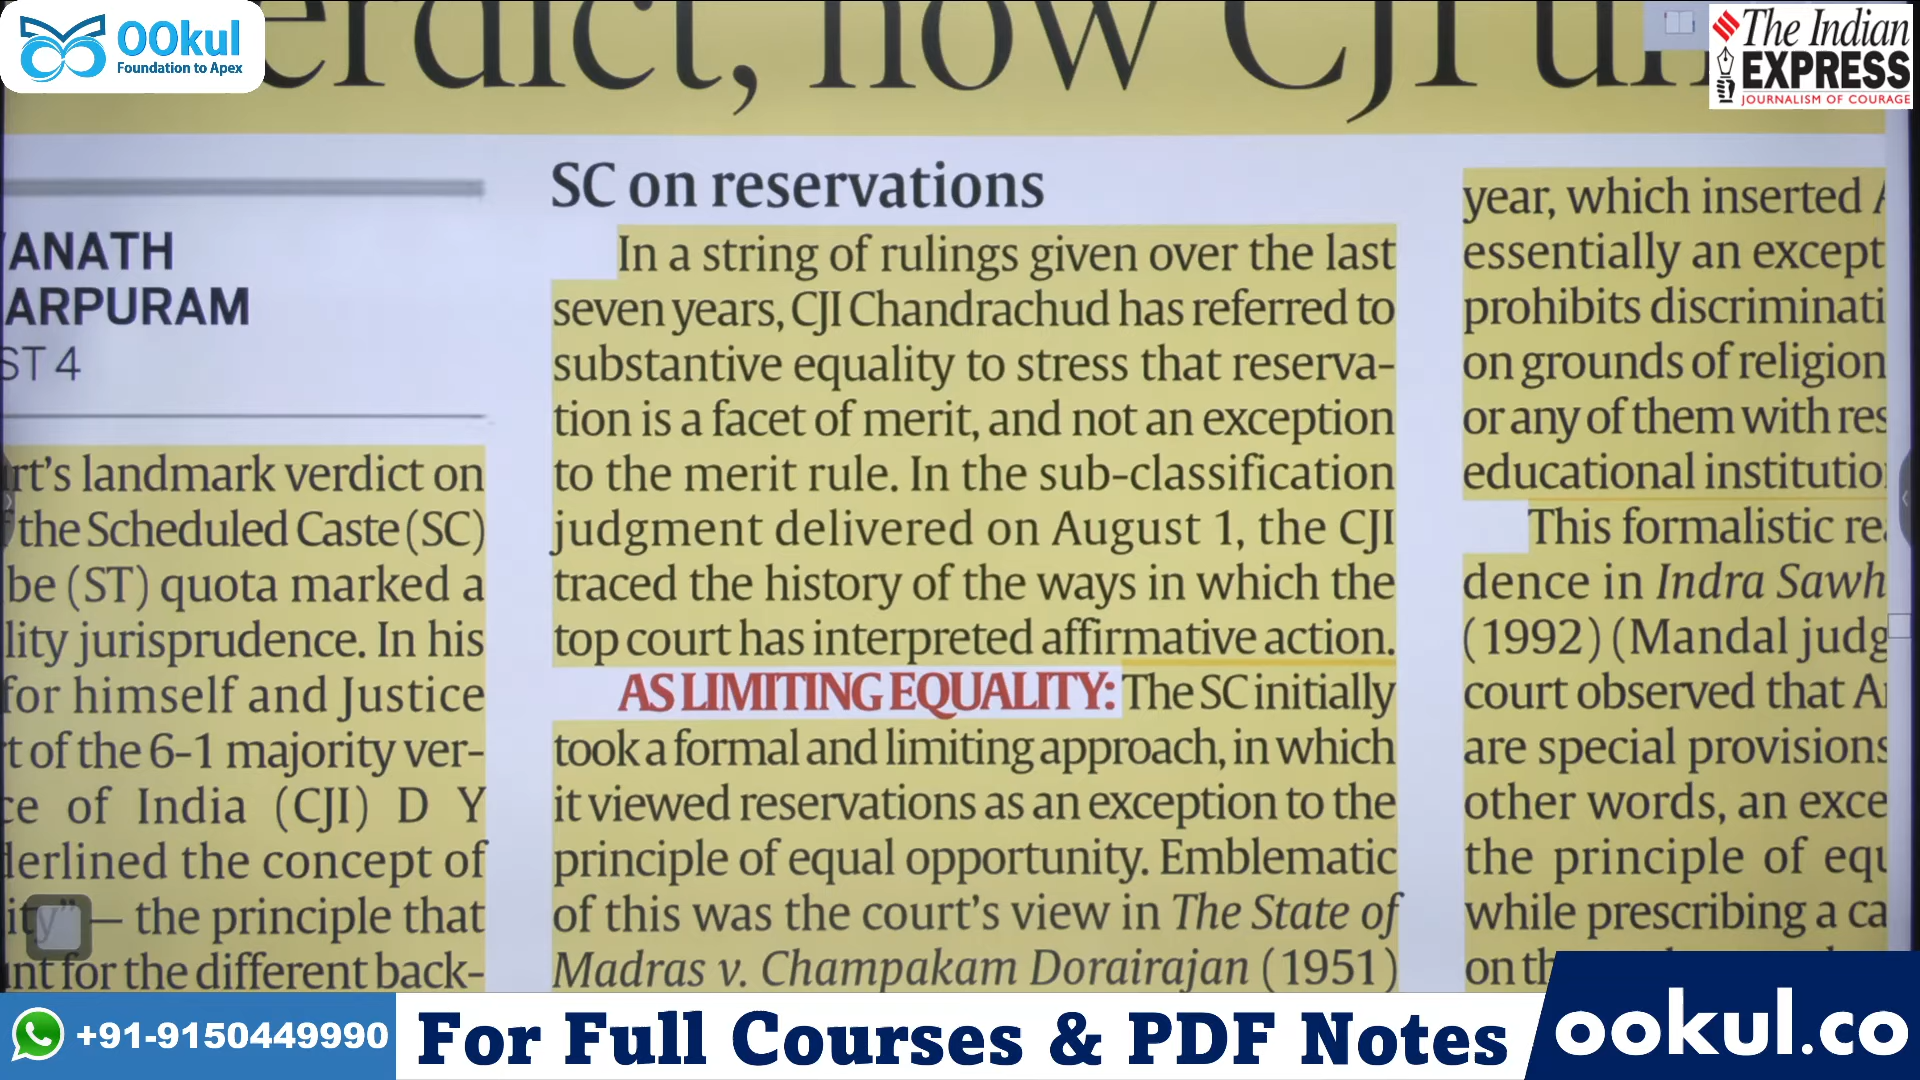 OOkul
Foundation to Apex
The Indian
EXPRESS
JOURNALISM OF COURAGE
erdict, now CJI un
ANATH
ARPURAM
ST 4
rt's landmark verdict on
the Scheduled Caste (SC)
be (ST) quota marked a
lity jurisprudence. In his
for himself and Justice
t of the 6-1 majority ver-
ce of India (CJI) D Y
derlined the concept of
ity" — the principle that
nt for the different back-
SC on reservations
In a string of rulings given over the last
seven years, CJI Chandrachud has referred to
substantive equality to stress that reserva-
tion is a facet of merit, and not an exception
to the merit rule. In the sub-classification
judgment delivered on August 1, the CJI
traced the history of the ways in which the
top court has interpreted affirmative action.
AS LIMITING EQUALITY: The SC initially
took a formal and limiting approach, in which
it viewed reservations as an exception to the
principle of equal opportunity. Emblematic
of this was the court's view in The State of
Madras v. Champakam Dorairajan (1951)
year, which inserted A
essentially an except
prohibits discriminati
on grounds of religion
or any of them with res
educational institutio
This formalistic re
dence in Indra Sawh
(1992) (Mandal judg
court observed that A
are special provisions
other words, an exce
the principle of equ
while prescribing a ca
on th
+91-9150449990
For Full Courses & PDF Notes
ookul.co